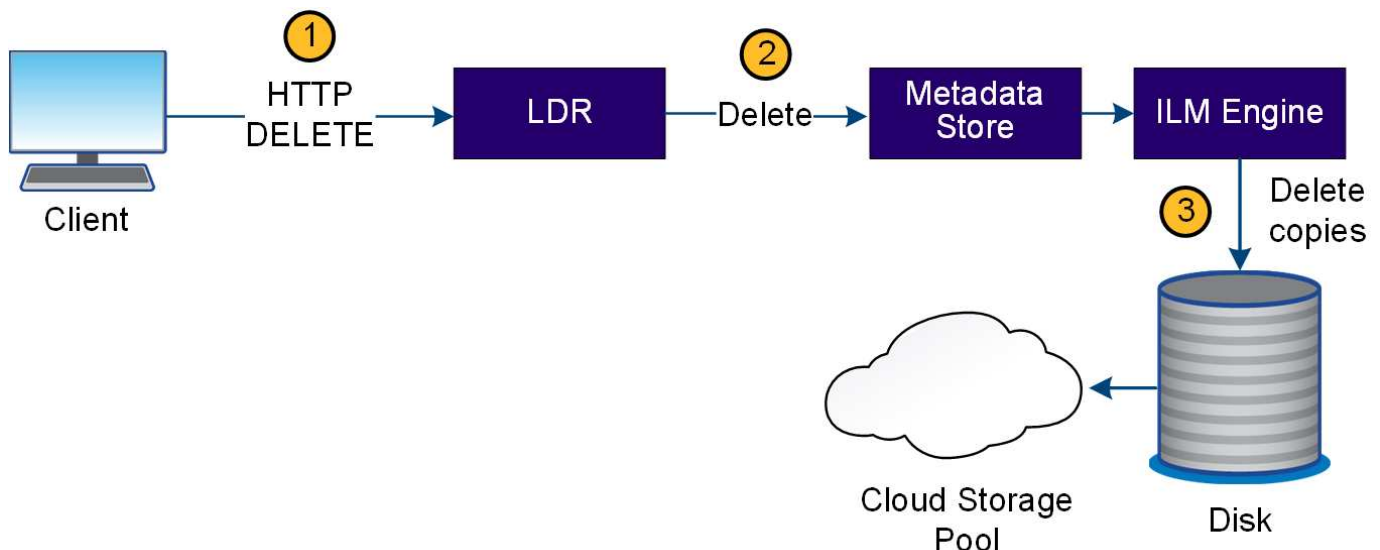 1
HTTP
DELETE
Client
LDR
2
Delete
Metadata
Store
ILM Engine
3
Delete
copies
Cloud Storage
Pool
Disk